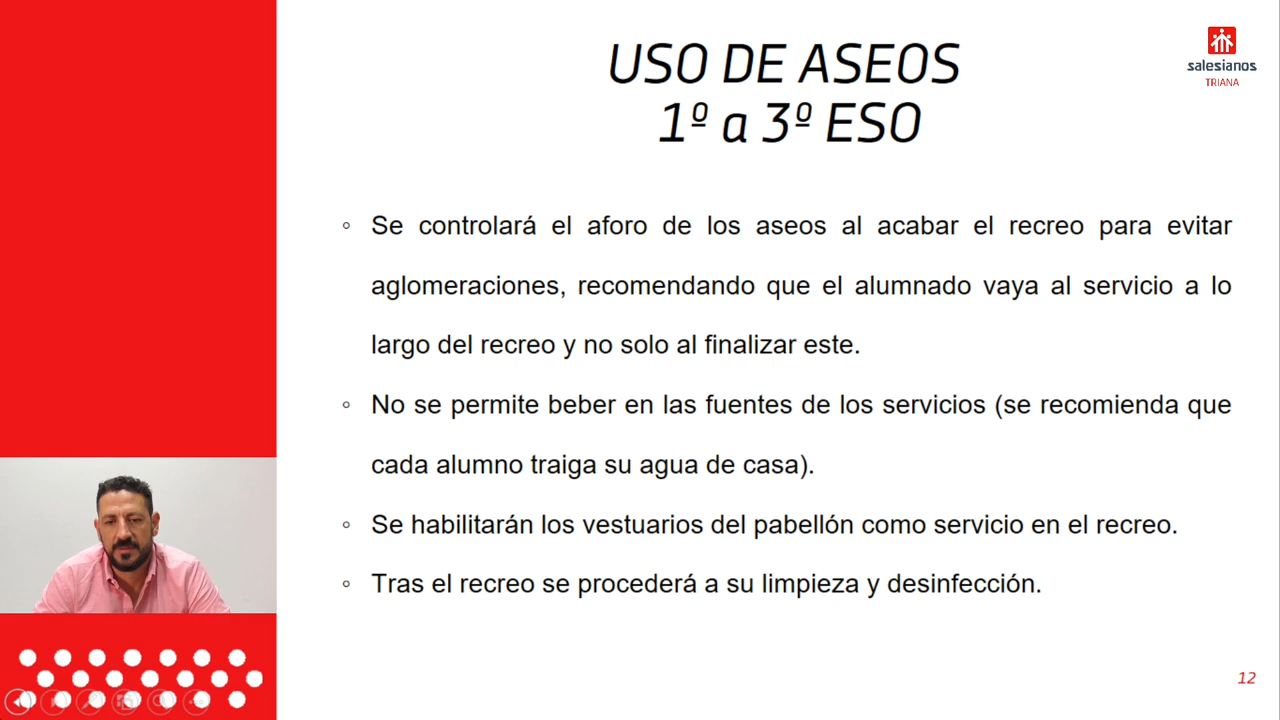 USO DE ASEOS
1º a 3º ESO
salesianos
TRIANA
◦ Se controlará el aforo de los aseos al acabar el recreo para evitar
aglomeraciones, recomendando que el alumnado vaya al servicio a lo
largo del recreo y no solo al finalizar este.
◦ No se permite beber en las fuentes de los servicios (se recomienda que
cada alumno traiga su agua de casa).
◦ Se habilitarán los vestuarios del pabellón como servicio en el recreo.
◦ Tras el recreo se procederá a su limpieza y desinfección.
12